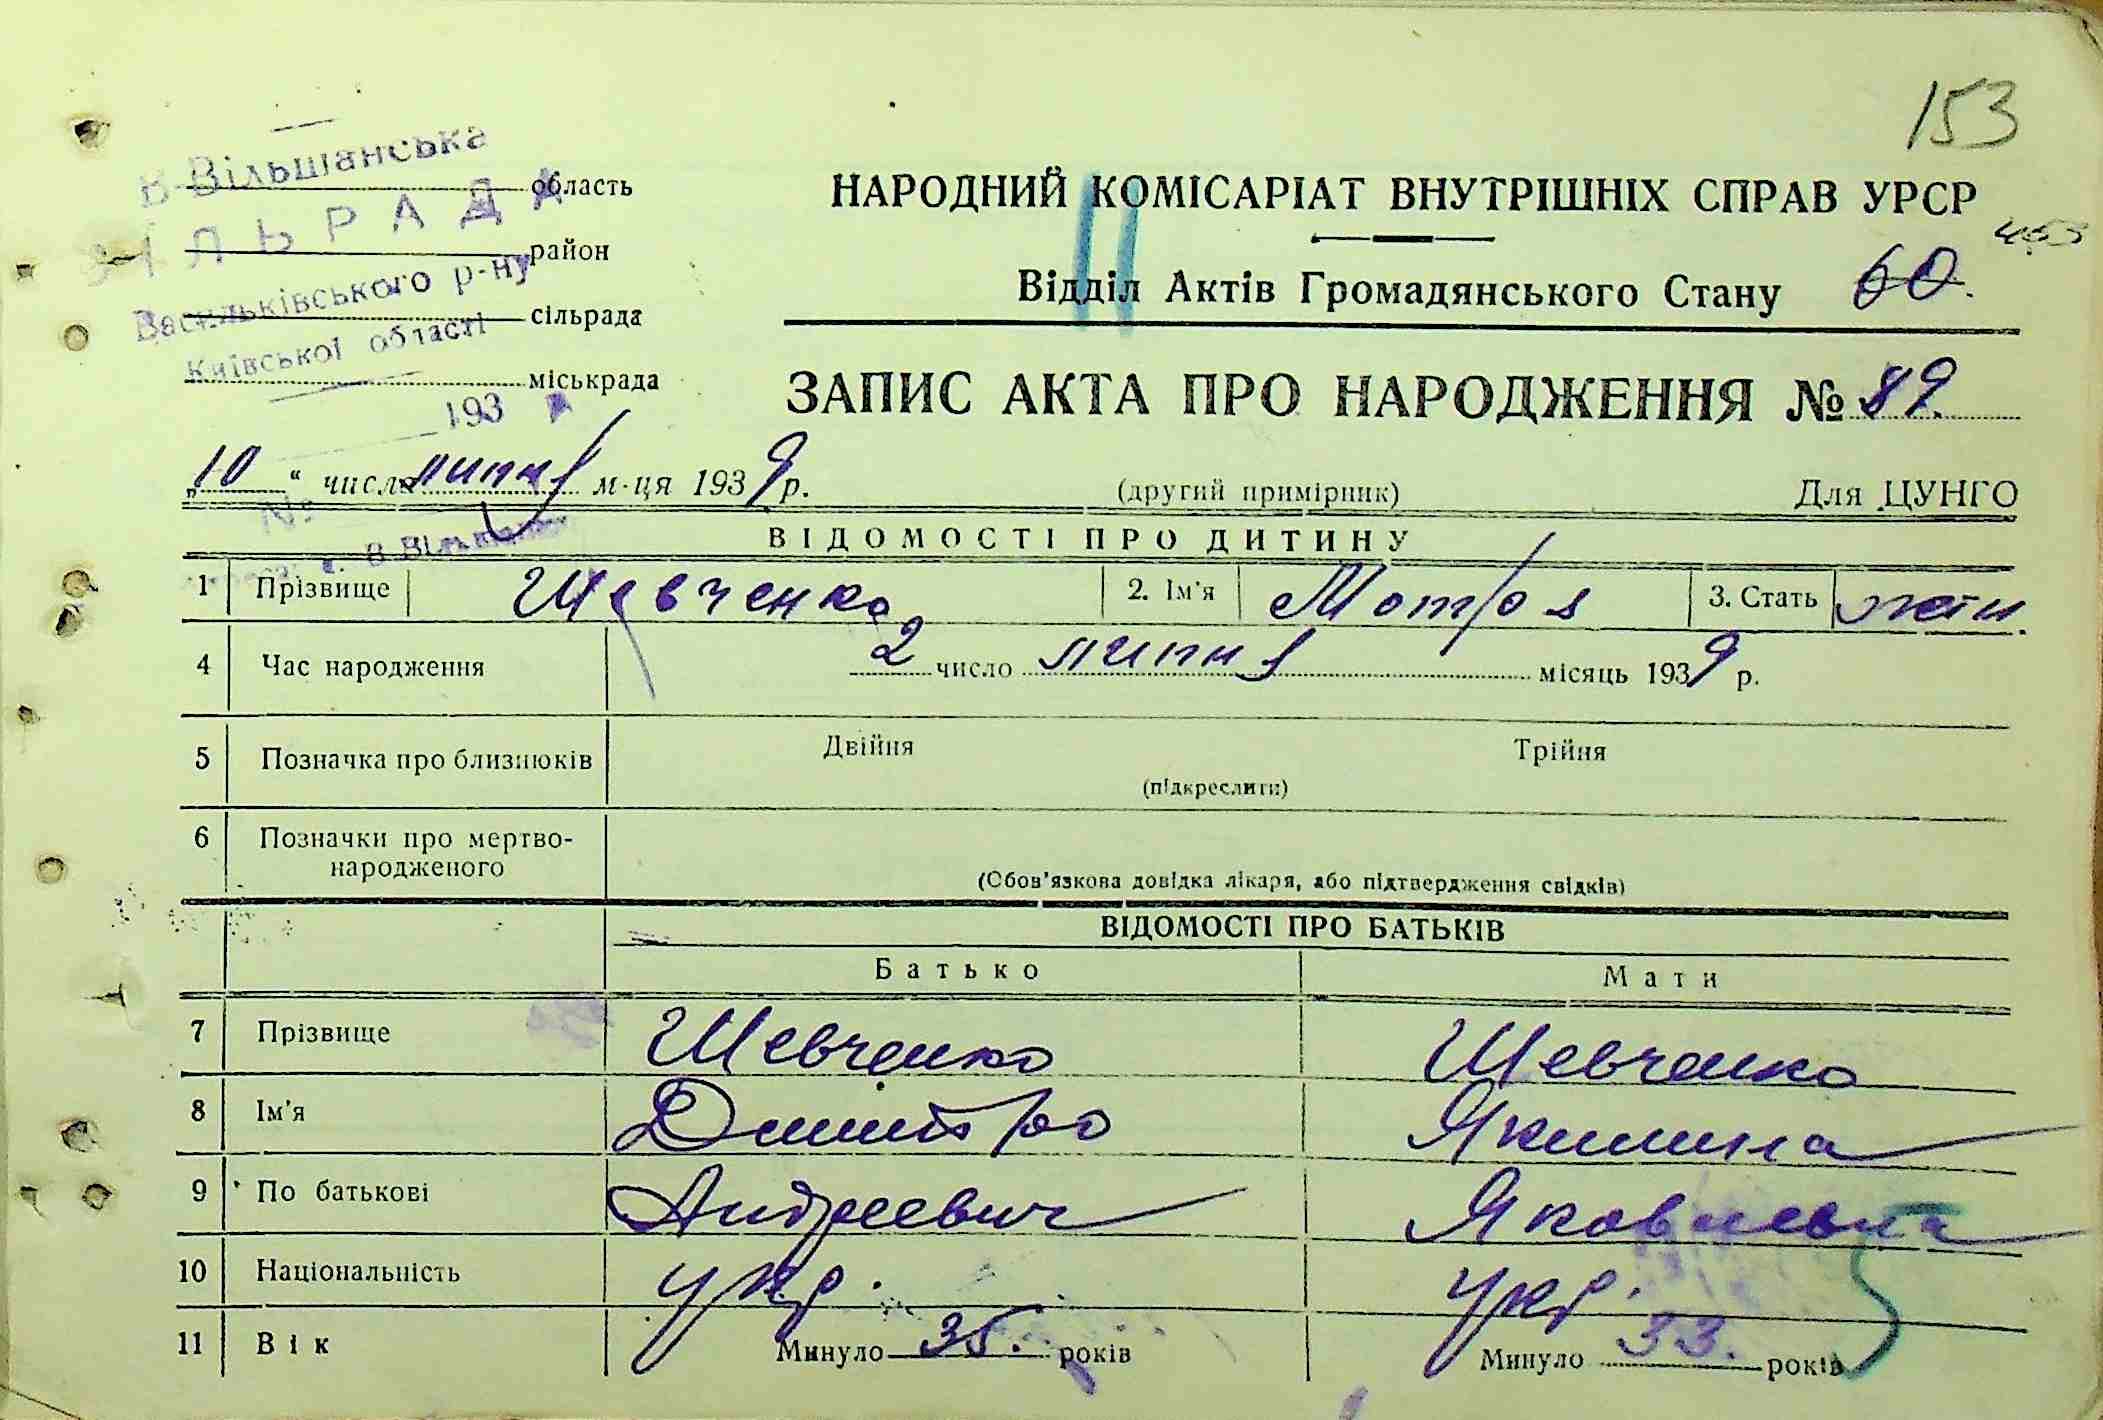 153
В-Вільшанська
область
СІЛЬРАДА
район
Васильківського р-ну
сільрада
Київської області
міськрада
193
НАРОДНИЙ КОМІСАРІАТ ВНУТРІШНІХ СПРАВ УРСР
Відділ Актів Громадянського Стану 60.
ЗАПИС АКТА ПРО НАРОДЖЕННЯ № 89.
„10“ числа липня м-ця 1939 р. (другий примірник) Для ЦУНГО
№
с. В Вільшанка
ВІДОМОСТІ ПРО ДИТИНУ
1 Прізвище Шевченко 2. Ім'я Мотря 3. Стать жін.
4 Час народження 2 число липня місяць 1939 р.
5 Позначка про близнюків Двійня Трійня
(підкреслити)
6 Позначки про мертво-
народженого
(Обов'язкова довідка лікаря, або підтвердження свідків)
ВІДОМОСТІ ПРО БАТЬКІВ
Батько Мати
7 Прізвище Шевченко Шевченко
8 Ім'я Дмитро Якилина
9 По батькові Андреевич Яковлевна
10 Національність укр. укр.
11 Вік Минуло 35. років Минуло 33. років